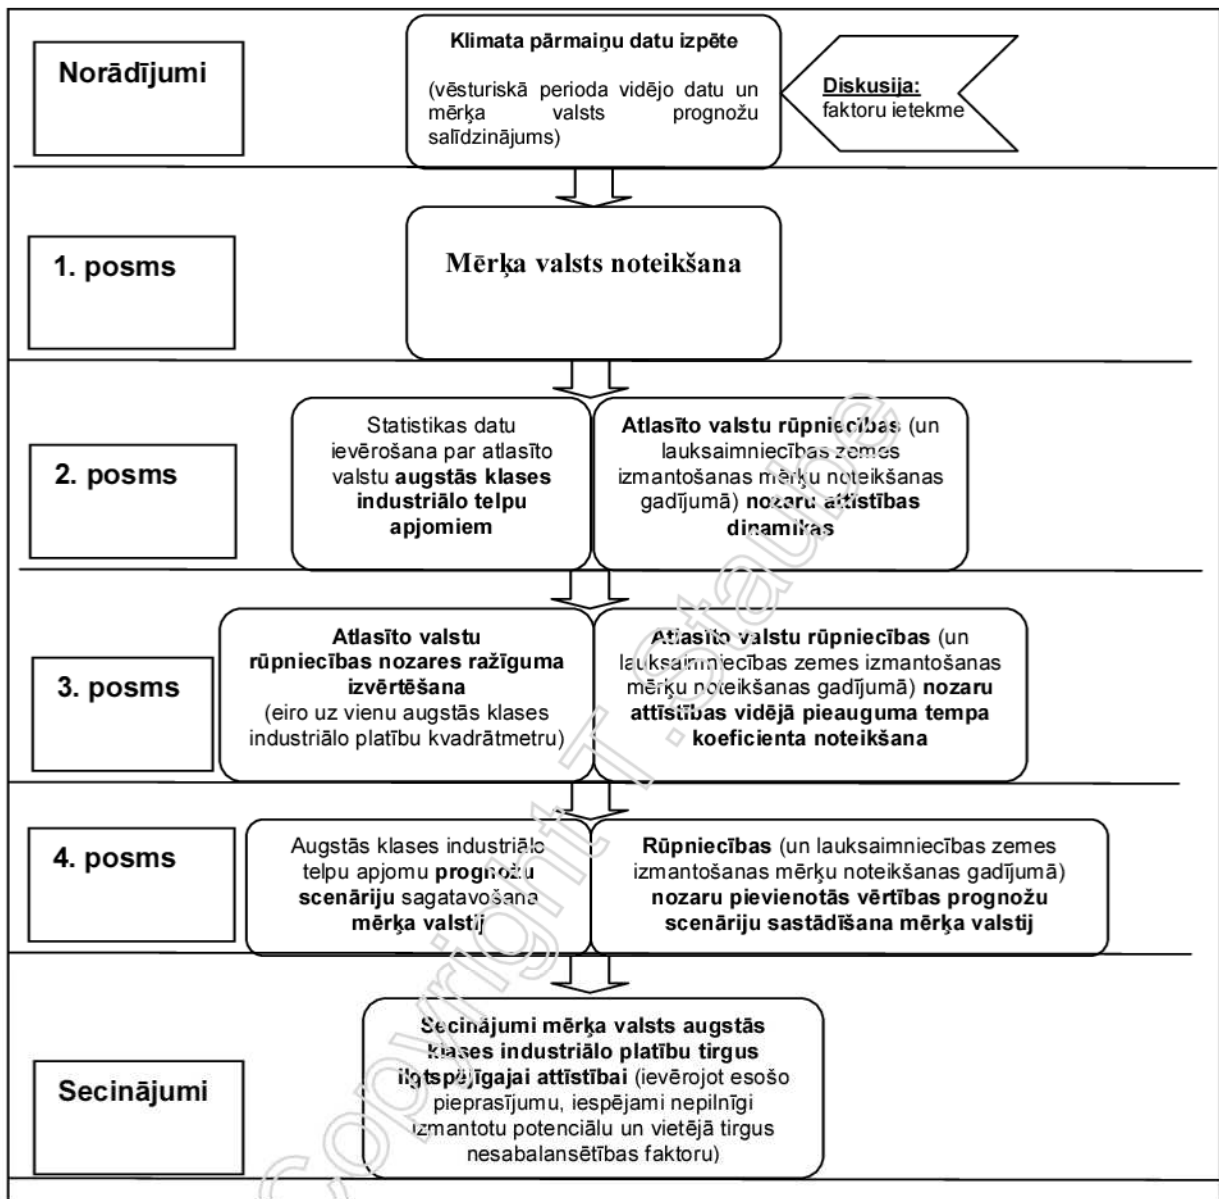 Norādījumi
Klimata pārmaiņu datu izpēte
(vēsturiskā perioda vidējo datu un
mērķa valsts prognožu
salīdzinājums)
Diskusija:
faktoru ietekme
1. posms
Mērķa valsts noteikšana
2. posms
Statistikas datu
ievērošana par atlasīto
valstu augstās klases
industriālo telpu
apjomiem
Atlasīto valstu rūpniecības (un
lauksaimniecības zemes
izmantošanas mērķu noteikšanas
gadījumā) nozaru attīstības
dinamikas
3. posms
Atlasīto valstu
rūpniecības nozares ražīguma
izvērtēšana
(eiro uz vienu augstās klases
industriālo platību kvadrātmetru)
Atlasīto valstu rūpniecības (un
lauksaimniecības zemes izmantošanas
mērķu noteikšanas gadījumā) nozaru
attīstības vidējā pieauguma tempa
koeficienta noteikšana
4. posms
Augstās klases industriālo
telpu apjomu prognožu
scenāriju sagatavošana
mērķa valstij
Rūpniecības (un lauksaimniecības zemes
izmantošanas mērķu noteikšanas gadījumā)
nozaru pievienotās vērtības prognožu
scenāriju sastādīšana mērķa valstij
Secinājumi
Secinājumi mērķa valsts augstās
klases industriālo platību tirgus
ilgtspējīgajai attīstībai (ievērojot esošo
pieprasījumu, iespējami nepilnīgi
izmantotu potenciālu un vietējā tirgus
nesabalansētības faktoru)
Copyright T.Staube